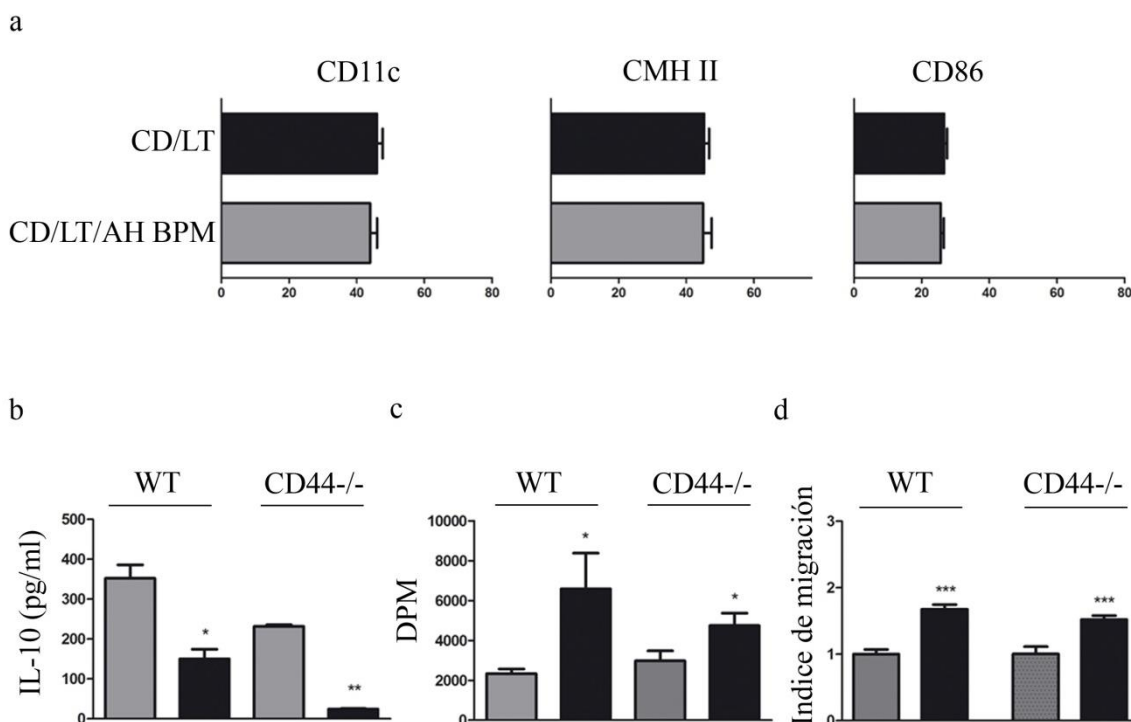 a
CD11c CMH II CD86
CD/LT
CD/LT/AH BPM
0 20 40 60 80 0 20 40 60 0 20 40 60 80
b c d
WT CD44-/- WT CD44-/- WT CD44-/-
IL-10 (pg/ml)
500
400
300
200
100
0
* **
DPM
10000
8000
6000
4000
2000
0
* *
Indice de migración
3
2
1
0
*** ***